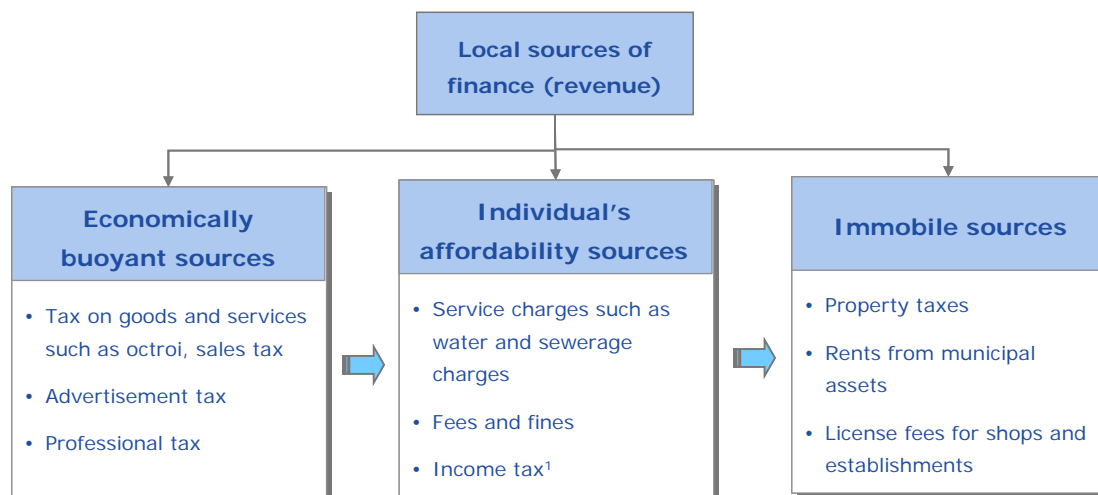 Local sources of
finance (revenue)
Economically
buoyant sources
• Tax on goods and services
such as octroi, sales tax
• Advertisement tax
• Professional tax
Individual's
affordability sources
• Service charges such as
water and sewerage
charges
• Fees and fines
• Income tax¹
Immobile sources
• Property taxes
• Rents from municipal
assets
• License fees for shops and
establishments